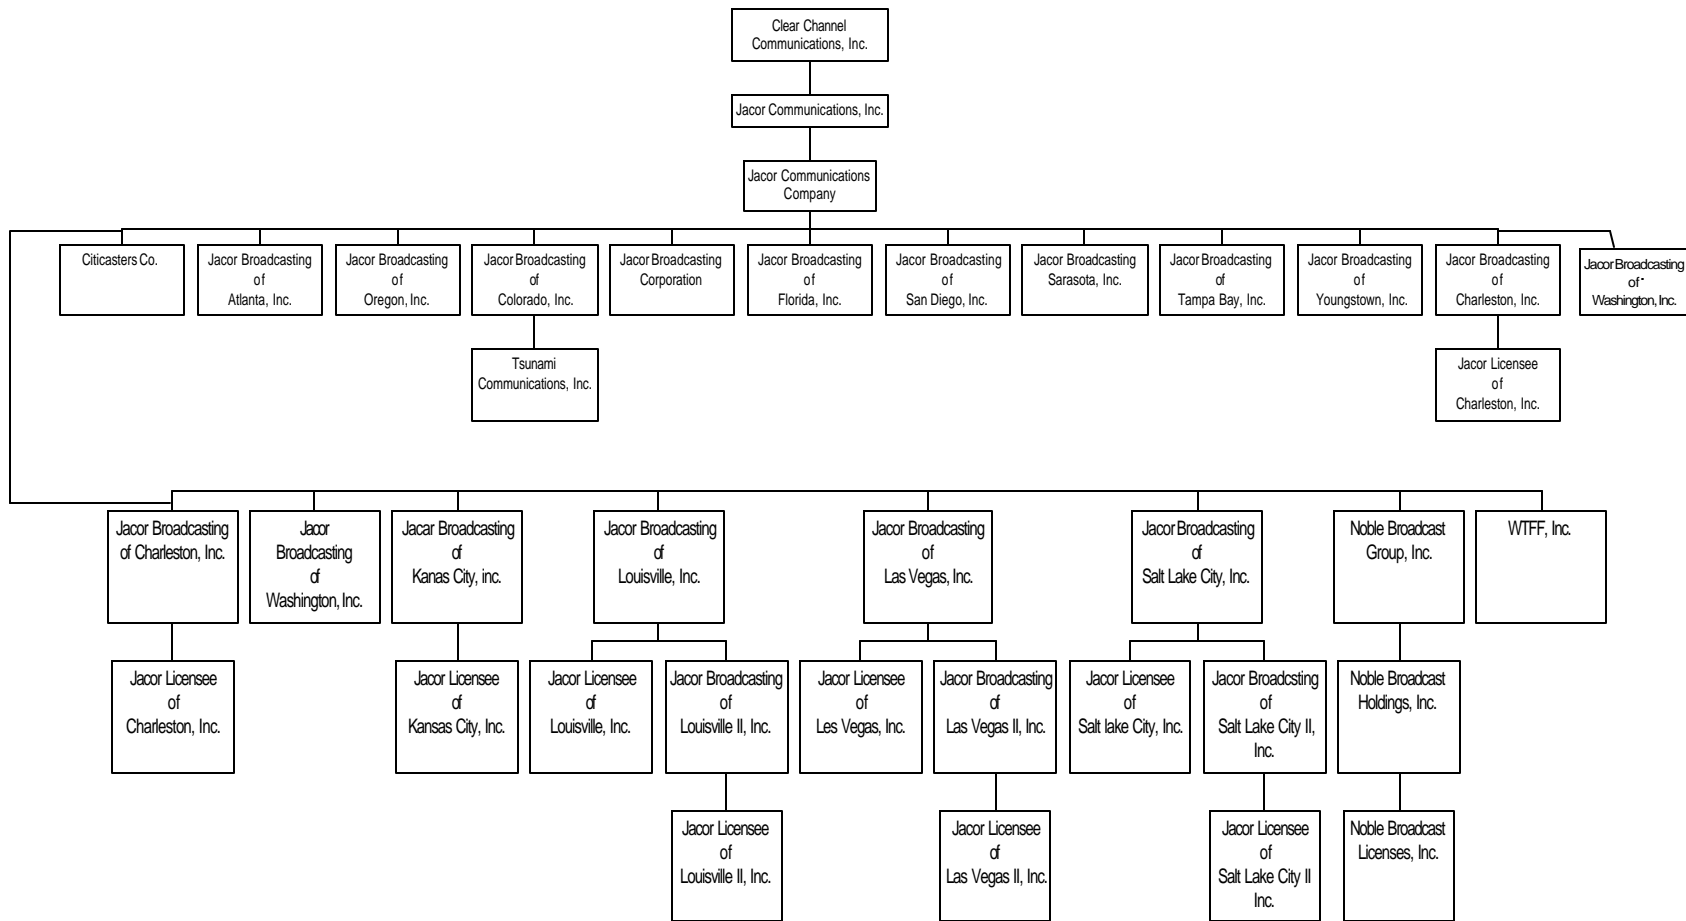 Clear Channel
Communications, Inc.
Jacor Communications, Inc.
Jacor Communications
Company
Citicasters Co.
Jacor Broadcasting
of
Atlanta, Inc.
Jacor Broadcasting
of
Oregon, Inc.
Jacor Broadcasting
of
Colorado, Inc.
Jacor Broadcasting
Corporation
Jacor Broadcasting
of
Florida, Inc.
Jacor Broadcasting
of
San Diego, Inc.
Jacor Broadcasting
Sarasota, Inc.
Jacor Broadcasting
of
Tampa Bay, Inc.
Jacor Broadcasting
of
Youngstown, Inc.
Jacor Broadcasting
of
Charleston, Inc.
Jacor Broadcasting
of-
Washington, Inc.
Tsunami
Communications, Inc.
Jacor Licensee
of
Charleston, Inc.
Jacor Broadcasting
of Charleston, Inc.
Jacor
Broadcasting
of
Washington, Inc.
Jacar Broadcasting
of
Kanas City, inc.
Jacor Broadcasting
of
Louisville, Inc.
Jacor Broadcasting
of
Las Vegas, Inc.
Jacor Broadcasting
of
Salt Lake City, Inc.
Noble Broadcast
Group, Inc.
WTFF, Inc.
Jacor Licensee
of
Charleston, Inc.
Jacor Licensee
of
Kansas City, Inc.
Jacor Licensee
of
Louisville, Inc.
Jacor Broadcasting
of
Louisville II, Inc.
Jacor Licensee
of
Les Vegas, Inc.
Jacor Broadcasting
of
Las Vegas II, Inc.
Jacor Licensee
of
Salt lake City, Inc.
Jacor Broadcsting
of
Salt Lake City II,
Inc.
Noble Broadcast
Holdings, Inc.
Jacor Licensee
of
Louisville II, Inc.
Jacor Licensee
of
Las Vegas II, Inc.
Jacor Licensee
of
Salt Lake City II
Inc.
Noble Broadcast
Licenses, Inc.